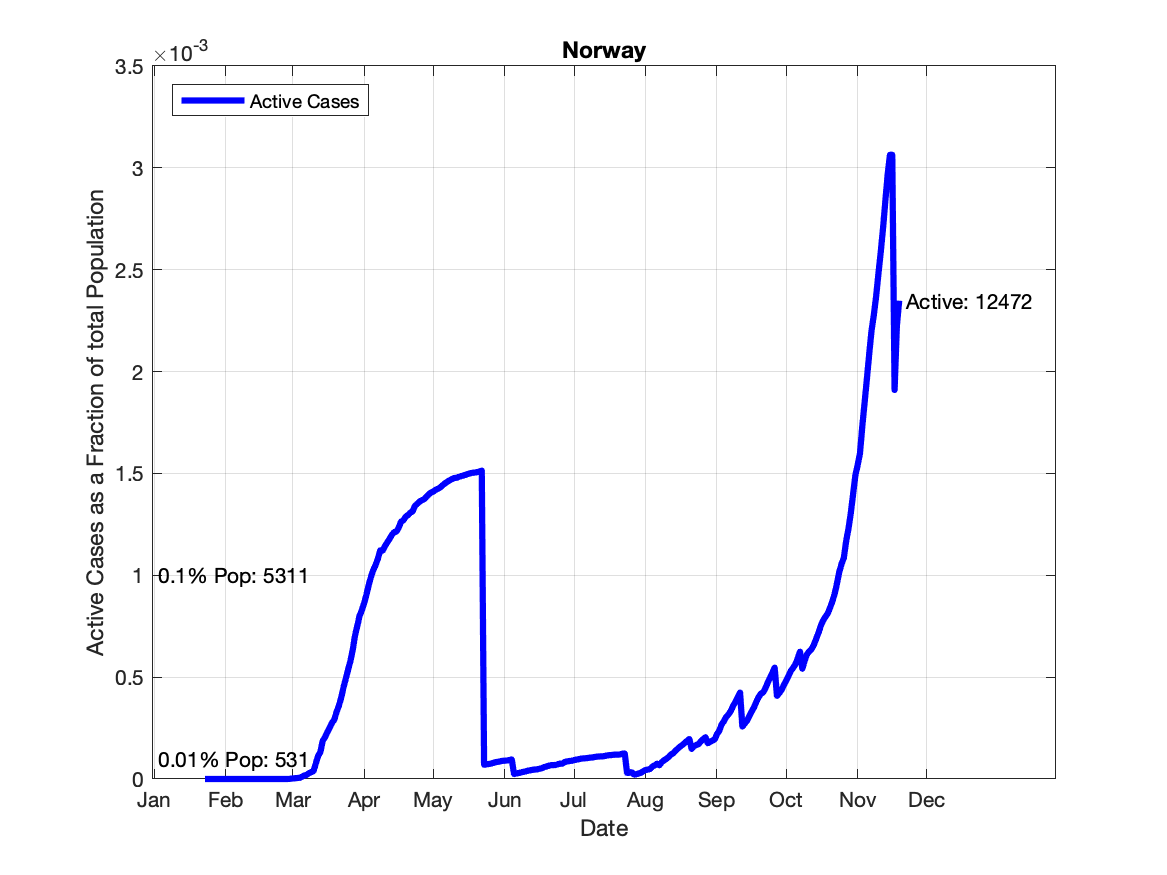 Norway
×10-3
3.5
3
2.5
2
1.5
1
0.5
0
Active Cases as a Fraction of total Population
Active Cases
Active: 12472
0.1% Pop: 5311
0.01% Pop: 531
Jan Feb Mar Apr May Jun Jul Aug Sep Oct Nov Dec
Date